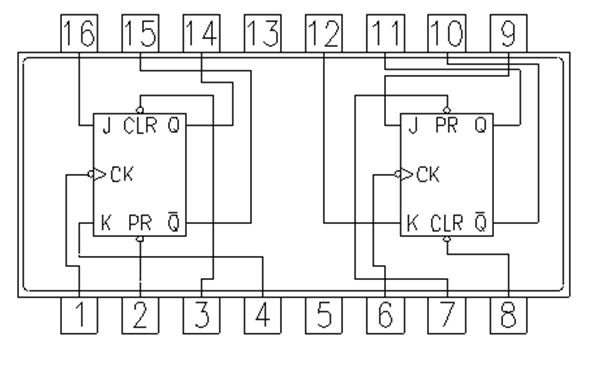 16 15 14 13 12 11 10 9
J CLR Q J PR Q
CK CK
K PR Q̅ K CLR Q̅
1 2 3 4 5 6 7 8